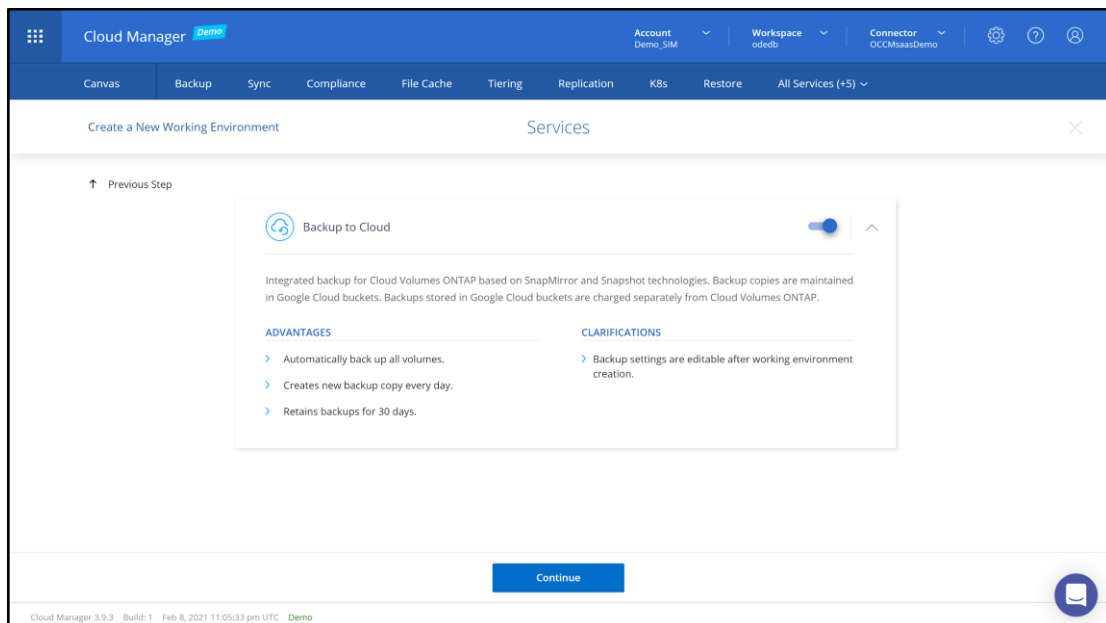 Cloud Manager Demo
Account
Demo_SIM
Workspace
odedb
Connector
OCCMsaasDemo
Canvas Backup Sync Compliance File Cache Tiering Replication K8s Restore All Services (+5)
Create a New Working Environment
Services
Previous Step
Backup to Cloud
Integrated backup for Cloud Volumes ONTAP based on SnapMirror and Snapshot technologies. Backup copies are maintained
in Google Cloud buckets. Backups stored in Google Cloud buckets are charged separately from Cloud Volumes ONTAP.
ADVANTAGES
Automatically back up all volumes.
Creates new backup copy every day.
Retains backups for 30 days.
CLARIFICATIONS
Backup settings are editable after working environment
creation.
Continue
Cloud Manager 3.9.3 Build: 1 Feb 8, 2021 11:05:33 pm UTC Demo